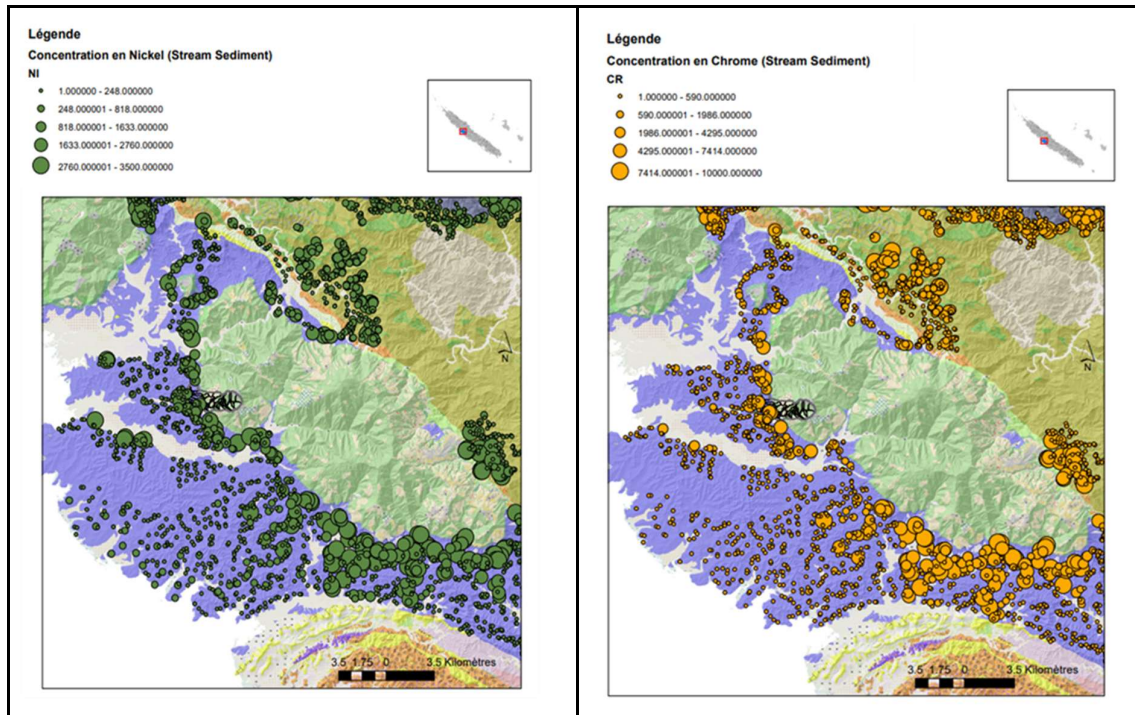 Légende
Concentration en Nickel (Stream Sediment)
NI
1.000000 - 248.000000
248.000001 - 818.000000
818.000001 - 1633.000000
1633.000001 - 2760.000000
2760.000001 - 3500.000000
N
3.5 1.75 0 3.5 Kilomètres
Légende
Concentration en Chrome (Stream Sediment)
CR
1.000000 - 590.000000
590.000001 - 1986.000000
1986.000001 - 4295.000000
4295.000001 - 7414.000000
7414.000001 - 10000.000000
N
3.5 1.75 0 3.5 Kilomètres